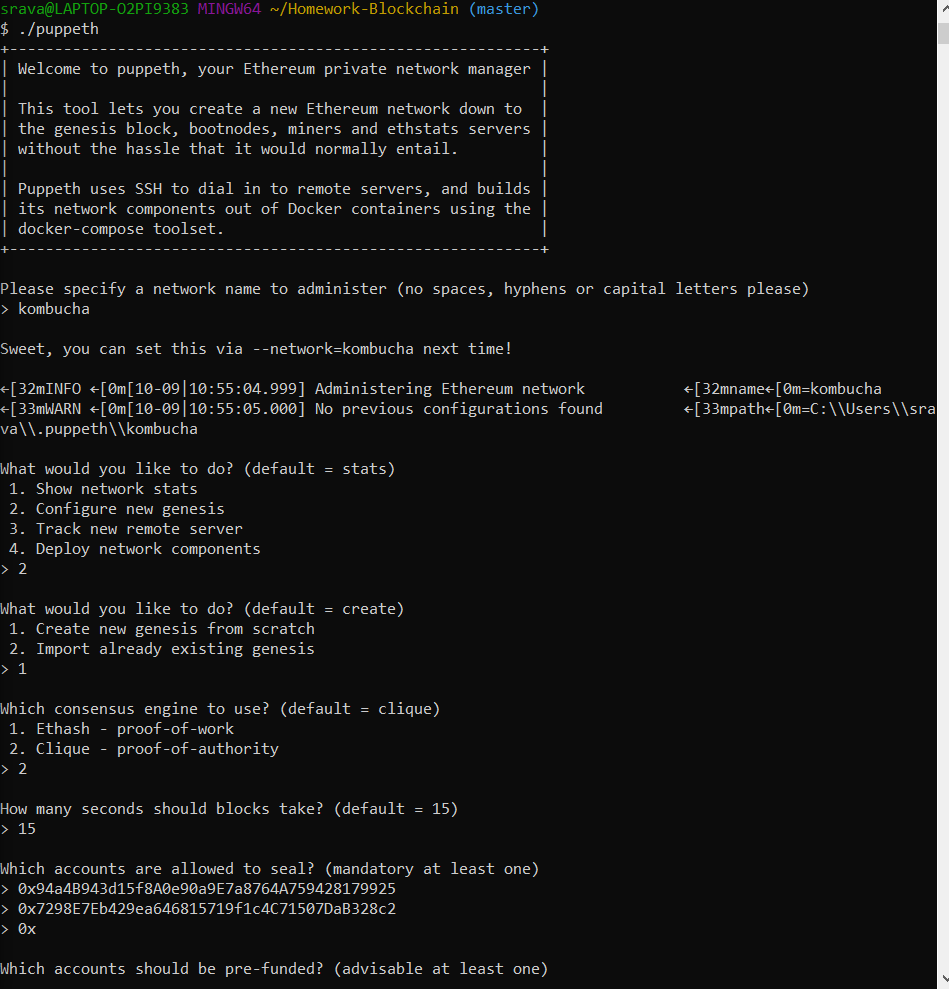 srava@LAPTOP-O2PI9383 MINGW64 ~/Homework-Blockchain (master)
$ ./puppeth
+-----------------------------------------------------------+
| Welcome to puppeth, your Ethereum private network manager |
|                                                           |
| This tool lets you create a new Ethereum network down to  |
| the genesis block, bootnodes, miners and ethstats servers |
| without the hassle that it would normally entail.         |
|                                                           |
| Puppeth uses SSH to dial in to remote servers, and builds |
| its network components out of Docker containers using the |
| docker-compose toolset.                                   |
+-----------------------------------------------------------+
Please specify a network name to administer (no spaces, hyphens or capital letters please)
> kombucha
Sweet, you can set this via --network=kombucha next time!
←[32mINFO ←[0m[10-09|10:55:04.999] Administering Ethereum network           ←[32mname←[0m=kombucha
←[33mWARN ←[0m[10-09|10:55:05.000] No previous configurations found         ←[33mpath←[0m=C:\\Users\\sra
va\\.puppeth\\kombucha
What would you like to do? (default = stats)
 1. Show network stats
 2. Configure new genesis
 3. Track new remote server
 4. Deploy network components
> 2
What would you like to do? (default = create)
 1. Create new genesis from scratch
 2. Import already existing genesis
> 1
Which consensus engine to use? (default = clique)
 1. Ethash - proof-of-work
 2. Clique - proof-of-authority
> 2
How many seconds should blocks take? (default = 15)
> 15
Which accounts are allowed to seal? (mandatory at least one)
> 0x94a4B943d15f8A0e90a9E7a8764A759428179925
> 0x7298E7Eb429ea646815719f1c4C71507DaB328c2
> 0x
Which accounts should be pre-funded? (advisable at least one)